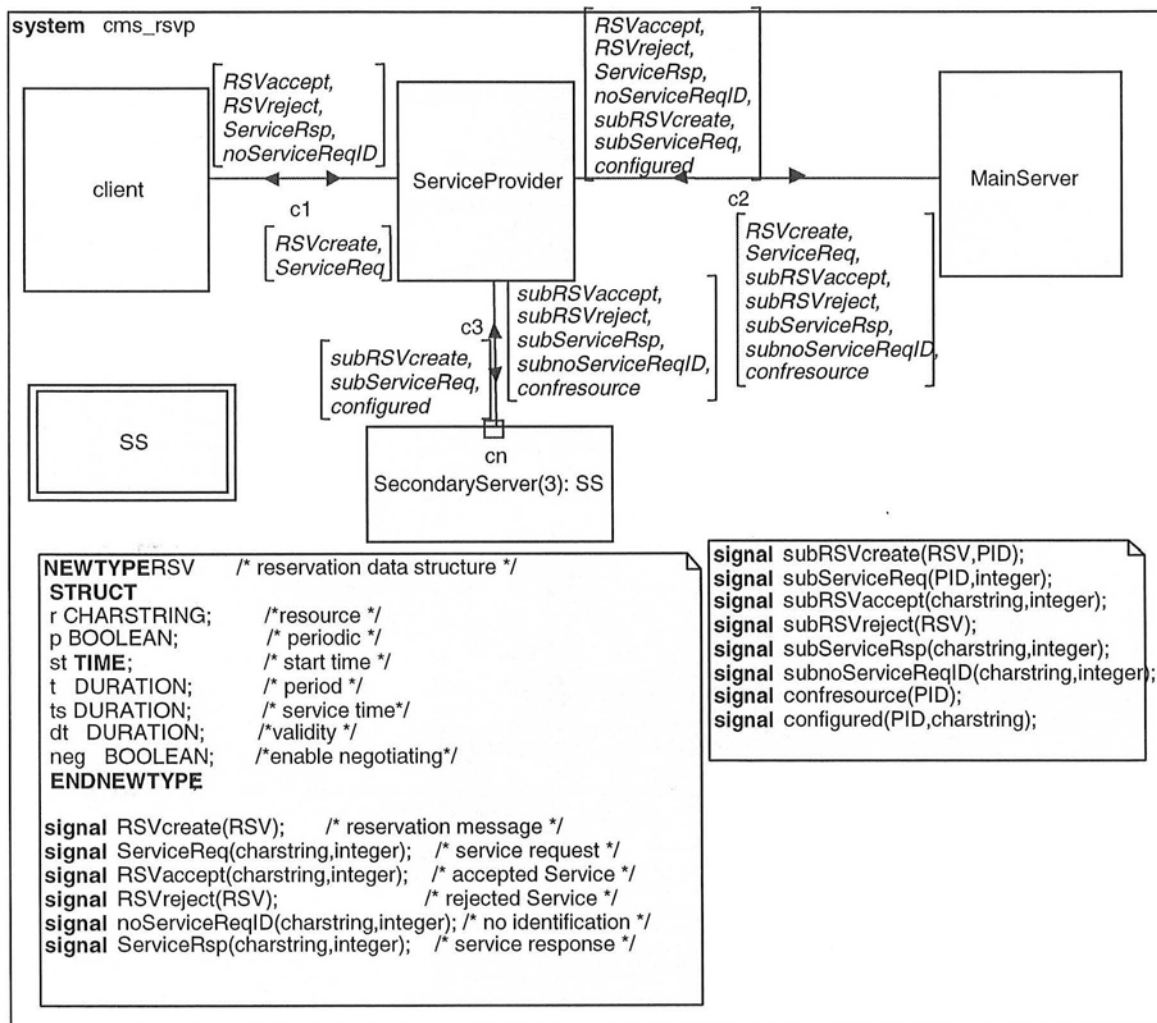 system cms_rsvp
RSVaccept,
RSVreject,
ServiceRsp,
noServiceReqID
client
c1
RSVcreate,
ServiceReq
ServiceProvider
RSVaccept,
RSVreject,
ServiceRsp,
noServiceReqID,
subRSVcreate,
subServiceReq,
configured
c2
MainServer
RSVcreate,
ServiceReq,
subRSVaccept,
subRSVreject,
subServiceRsp,
subnoServiceReqID,
confresource
c3
subRSVcreate,
subServiceReq,
configured
subRSVaccept,
subRSVreject,
subServiceRsp,
subnoServiceReqID,
confresource
SS
cn
SecondaryServer(3): SS
NEWTYPERSV /* reservation data structure */
STRUCT
r CHARSTRING; /*resource */
p BOOLEAN; /* periodic */
st TIME; /* start time */
t DURATION; /* period */
ts DURATION; /* service time*/
dt DURATION; /*validity */
neg BOOLEAN; /*enable negotiating*/
ENDNEWTYPE;
signal RSVcreate(RSV); /* reservation message */
signal ServiceReq(charstring,integer); /* service request */
signal RSVaccept(charstring,integer); /* accepted Service */
signal RSVreject(RSV); /* rejected Service */
signal noServiceReqID(charstring,integer); /* no identification */
signal ServiceRsp(charstring,integer); /* service response */
signal subRSVcreate(RSV,PID);
signal subServiceReq(PID,integer);
signal subRSVaccept(charstring,integer);
signal subRSVreject(RSV);
signal subServiceRsp(charstring,integer);
signal subnoServiceReqID(charstring,integer);
signal confresource(PID);
signal configured(PID,charstring);